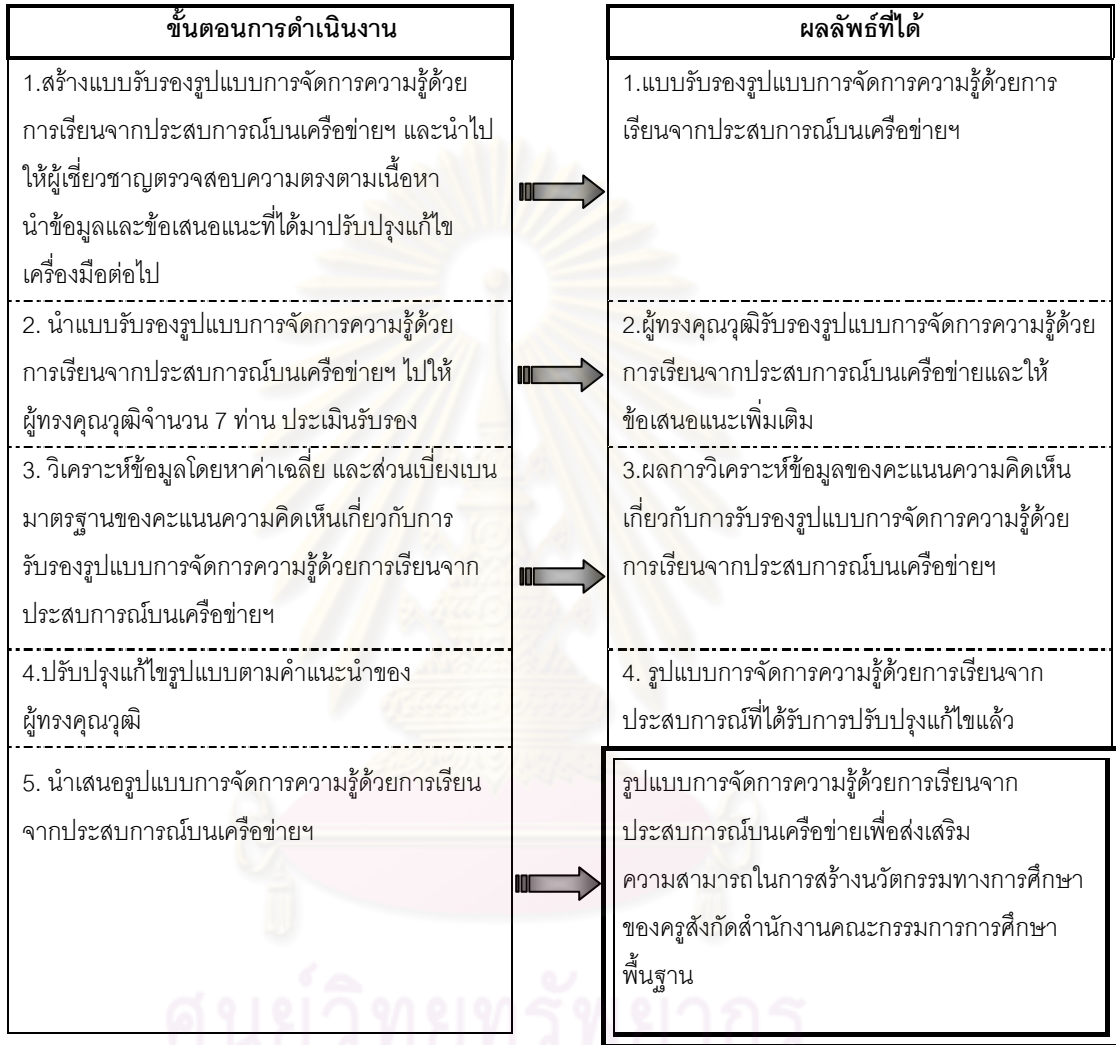 ขั้นตอนการดำเนินงาน
1.สร้างแบบรับรองรูปแบบการจัดการความรู้ด้วย
การเรียนจากประสบการณ์บนเครือข่ายฯ และนำไป
ให้ผู้เชี่ยวชาญตรวจสอบความตรงตามเนื้อหา
นำข้อมูลและข้อเสนอแนะที่ได้มาปรับปรุงแก้ไข
เครื่องมือต่อไป
2. นำแบบรับรองรูปแบบการจัดการความรู้ด้วย
การเรียนจากประสบการณ์บนเครือข่ายฯ ไปให้
ผู้ทรงคุณวุฒิจำนวน 7 ท่าน ประเมินรับรอง
3. วิเคราะห์ข้อมูลโดยหาค่าเฉลี่ย และส่วนเบี่ยงเบน
มาตรฐานของคะแนนความคิดเห็นเกี่ยวกับการ
รับรองรูปแบบการจัดการความรู้ด้วยการเรียนจาก
ประสบการณ์บนเครือข่ายฯ
4.ปรับปรุงแก้ไขรูปแบบตามคำแนะนำของ
ผู้ทรงคุณวุฒิ
5. นำเสนอรูปแบบการจัดการความรู้ด้วยการเรียน
จากประสบการณ์บนเครือข่ายฯ
ผลลัพธ์ที่ได้
1.แบบรับรองรูปแบบการจัดการความรู้ด้วยการ
เรียนจากประสบการณ์บนเครือข่ายฯ
2.ผู้ทรงคุณวุฒิรับรองรูปแบบการจัดการความรู้ด้วย
การเรียนจากประสบการณ์บนเครือข่ายและให้
ข้อเสนอแนะเพิ่มเติม
3.ผลการวิเคราะห์ข้อมูลของคะแนนความคิดเห็น
เกี่ยวกับการรับรองรูปแบบการจัดการความรู้ด้วย
การเรียนจากประสบการณ์บนเครือข่ายฯ
4. รูปแบบการจัดการความรู้ด้วยการเรียนจาก
ประสบการณ์ที่ได้รับการปรับปรุงแก้ไขแล้ว
รูปแบบการจัดการความรู้ด้วยการเรียนจาก
ประสบการณ์บนเครือข่ายเพื่อส่งเสริม
ความสามารถในการสร้างนวัตกรรมทางการศึกษา
ของครูสังกัดสำนักงานคณะกรรมการการศึกษา
พื้นฐาน
ศูนย์วิทยทรัพยากร